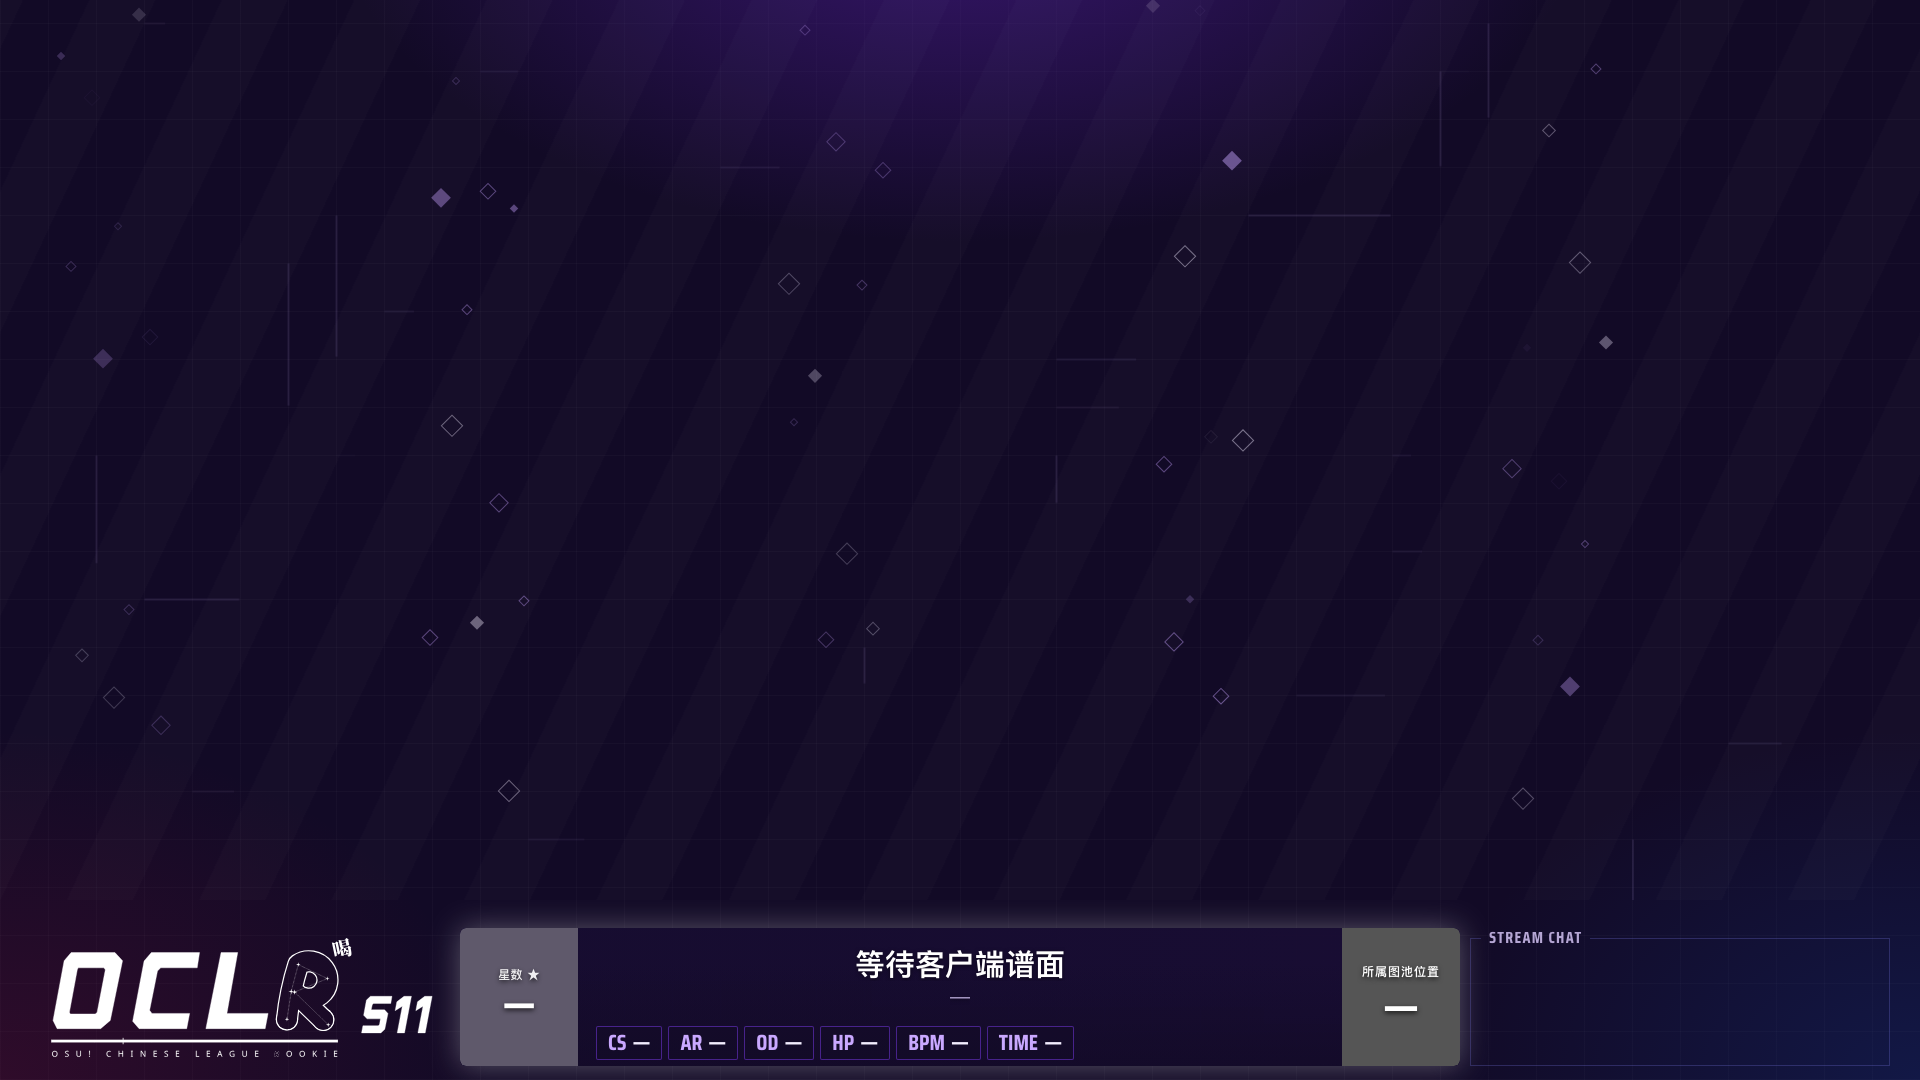 OCLR 喝
S11
OSU! CHINESE LEAGUE ROOKIE
星数 ★
—
等待客户端谱面
—
CS — AR — OD — HP — BPM — TIME —
所属图池位置
—
STREAM CHAT